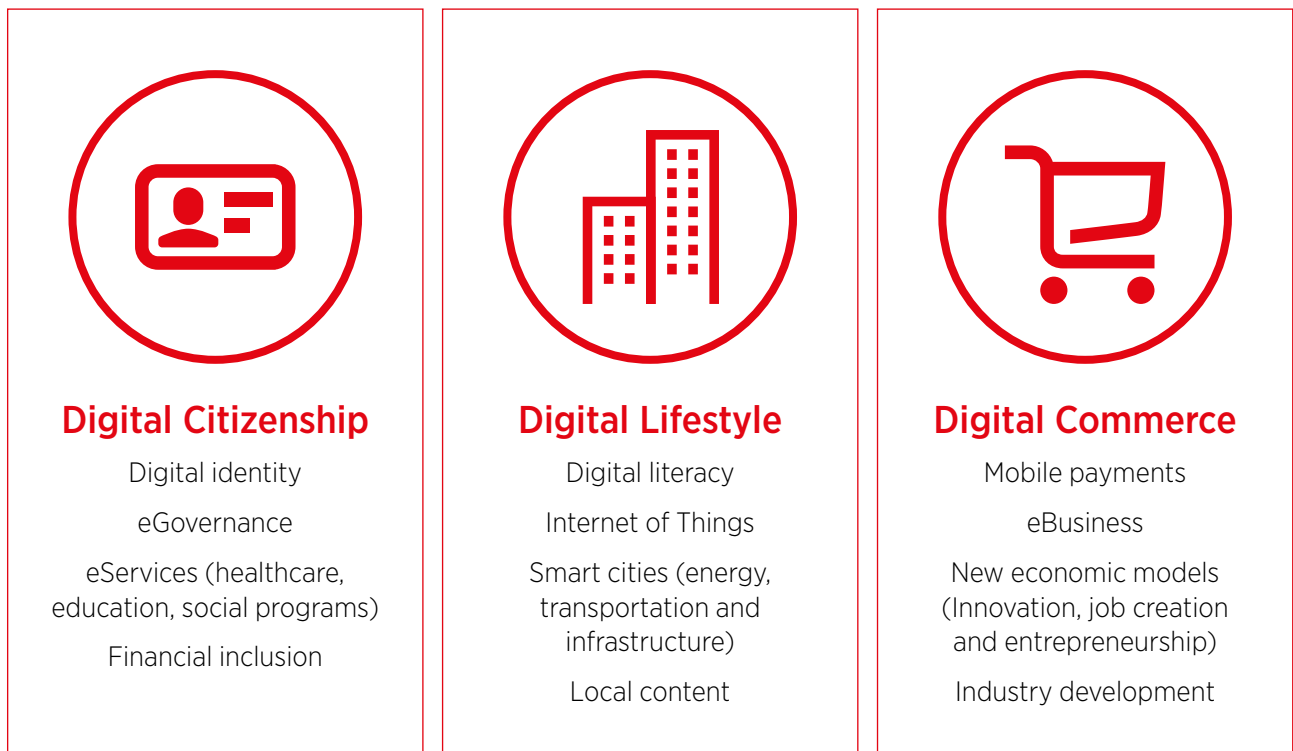 Digital Citizenship
Digital identity
eGovernance
eServices (healthcare,
education, social programs)
Financial inclusion
Digital Lifestyle
Digital literacy
Internet of Things
Smart cities (energy,
transportation and
infrastructure)
Local content
Digital Commerce
Mobile payments
eBusiness
New economic models
(Innovation, job creation
and entrepreneurship)
Industry development